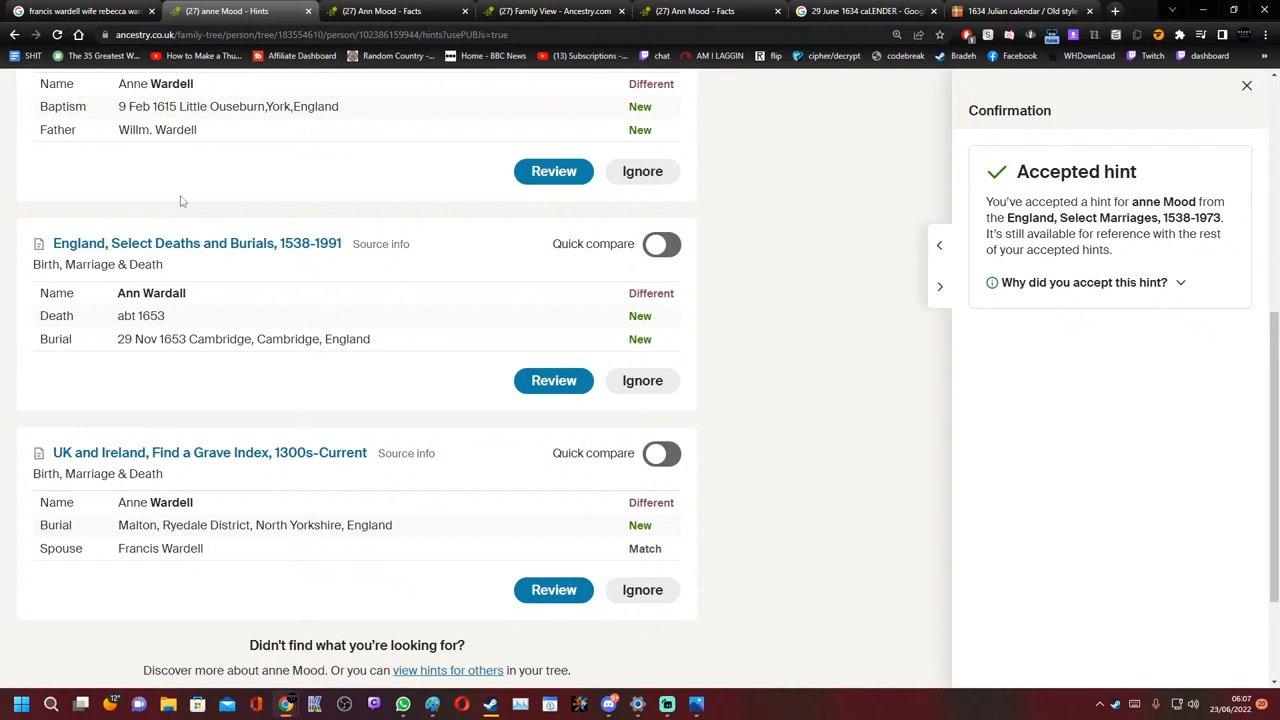 francis wardell wife rebecca war
(27) anne Mood - Hints
(27) Ann Mood - Facts
(27) Family View - Ancestry.com
(27) Ann Mood - Facts
29 June 1634 caLENDER - Goog
1634 Julian calendar / Old style
ancestry.co.uk/family-tree/person/tree/183554610/person/102386159944/hints?usePUBJs=true
SHIT
The 35 Greatest W...
How to Make a Thu...
Affiliate Dashboard
Random Country -...
Home - BBC News
(13) Subscriptions -...
chat
AM I LAGGIN
flip
cipher/decrypt
codebreak
Bradeh
Facebook
WHDownLoad
Twitch
dashboard
Name Anne Wardell Different
Baptism 9 Feb 1615 Little Ouseburn,York,England New
Father Willm. Wardell New
Review Ignore
England, Select Deaths and Burials, 1538-1991 Source info Quick compare
Birth, Marriage & Death
Name Ann Wardall Different
Death abt 1653 New
Burial 29 Nov 1653 Cambridge, Cambridge, England New
Review Ignore
UK and Ireland, Find a Grave Index, 1300s-Current Source info Quick compare
Birth, Marriage & Death
Name Anne Wardell Different
Burial Malton, Ryedale District, North Yorkshire, England New
Spouse Francis Wardell Match
Review Ignore
Didn't find what you're looking for?
Discover more about anne Mood. Or you can view hints for others in your tree.
Confirmation
Accepted hint
You've accepted a hint for anne Mood from
the England, Select Marriages, 1538-1973.
It's still available for reference with the rest
of your accepted hints.
Why did you accept this hint?
06:07
23/06/2022